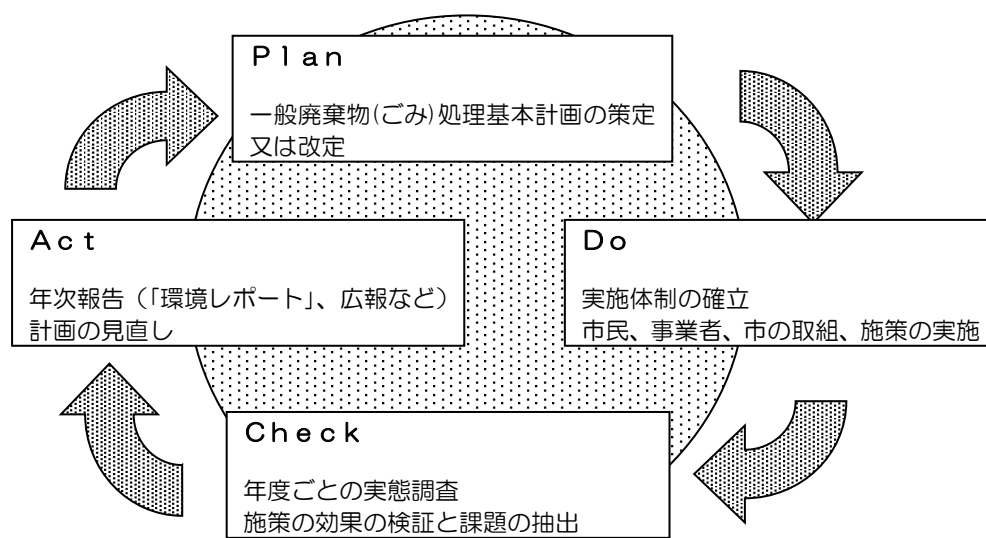 Plan
一般廃棄物(ごみ)処理基本計画の策定
又は改定
Act
年次報告(「環境レポート」、広報など)
計画の見直し
Do
実施体制の確立
市民、事業者、市の取組、施策の実施
Check
年度ごとの実態調査
施策の効果の検証と課題の抽出